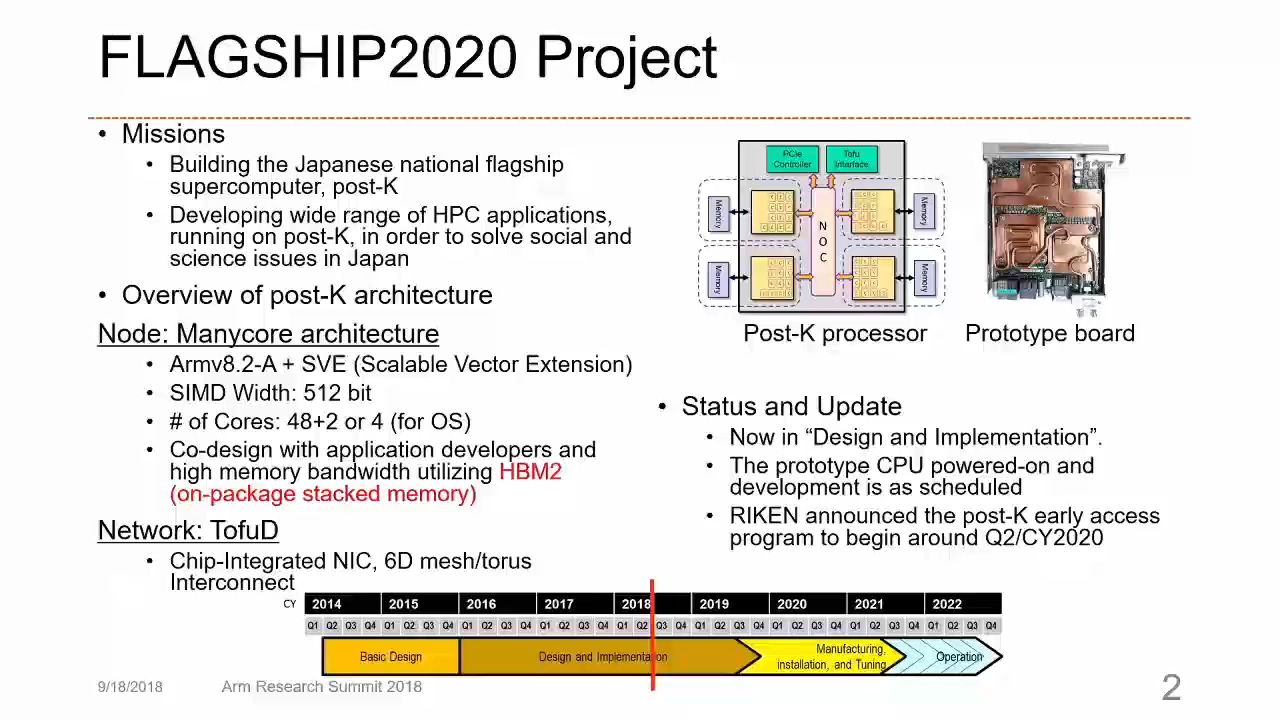 FLAGSHIP2020 Project
• Missions
• Building the Japanese national flagship
supercomputer, post-K
• Developing wide range of HPC applications,
running on post-K, in order to solve social and
science issues in Japan
• Overview of post-K architecture
Node: Manycore architecture
• Armv8.2-A + SVE (Scalable Vector Extension)
• SIMD Width: 512 bit
• # of Cores: 48+2 or 4 (for OS)
• Co-design with application developers and
high memory bandwidth utilizing HBM2
(on-package stacked memory)
Network: TofuD
• Chip-Integrated NIC, 6D mesh/torus
Interconnect
PCIe
Controller
Tofu
Interface
Memory
Memory
N
O
C
Memory
Memory
Post-K processor
Prototype board
• Status and Update
• Now in “Design and Implementation”.
• The prototype CPU powered-on and
development is as scheduled
• RIKEN announced the post-K early access
program to begin around Q2/CY2020
CY 2014 2015 2016 2017 2018 2019 2020 2021 2022
Q1 Q2 Q3 Q4 Q1 Q2 Q3 Q4 Q1 Q2 Q3 Q4 Q1 Q2 Q3 Q4 Q1 Q2 Q3 Q4 Q1 Q2 Q3 Q4 Q1 Q2 Q3 Q4 Q1 Q2 Q3 Q4 Q1 Q2 Q3 Q4
Basic Design
Design and Implementation
Manufacturing,
Installation, and Tuning
Operation
9/18/2018
Arm Research Summit 2018
2